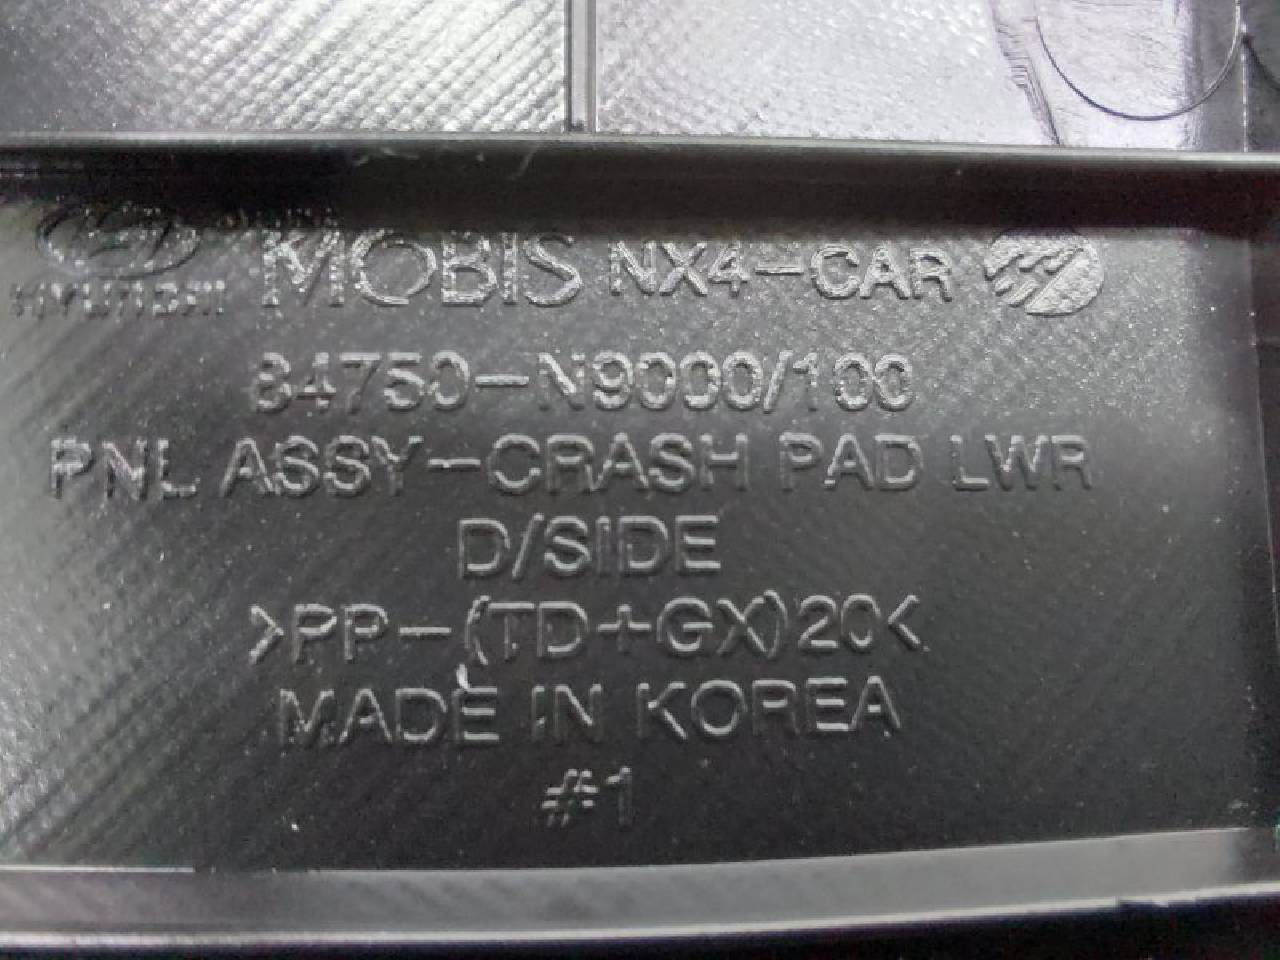 HYUNDAI MOBIS NX4-CAR
84750-N9000/100
PNL ASSY-CRASH PAD LWR
D/SIDE
>PP-(TD+GX)20<
MADE IN KOREA
#1